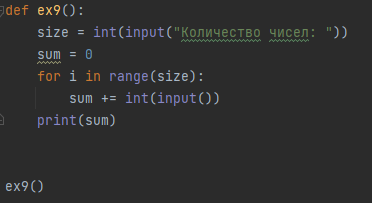 def ex9():
    size = int(input("Количество чисел: "))
    sum = 0
    for i in range(size):
        sum += int(input())
    print(sum)
ex9()